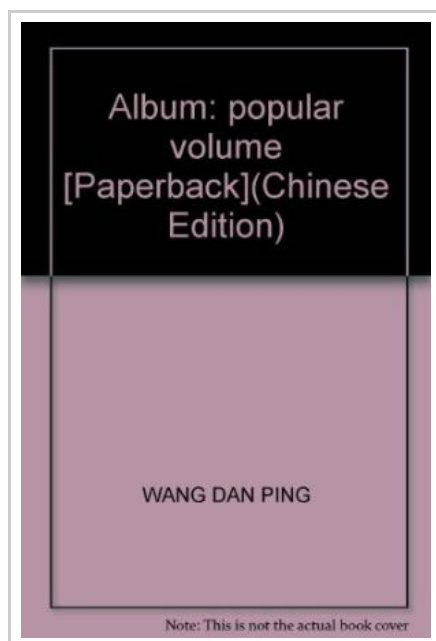 Album: popular
volume
[Paperback](Chinese
Edition)
WANG DAN PING
Note: This is not the actual book cover